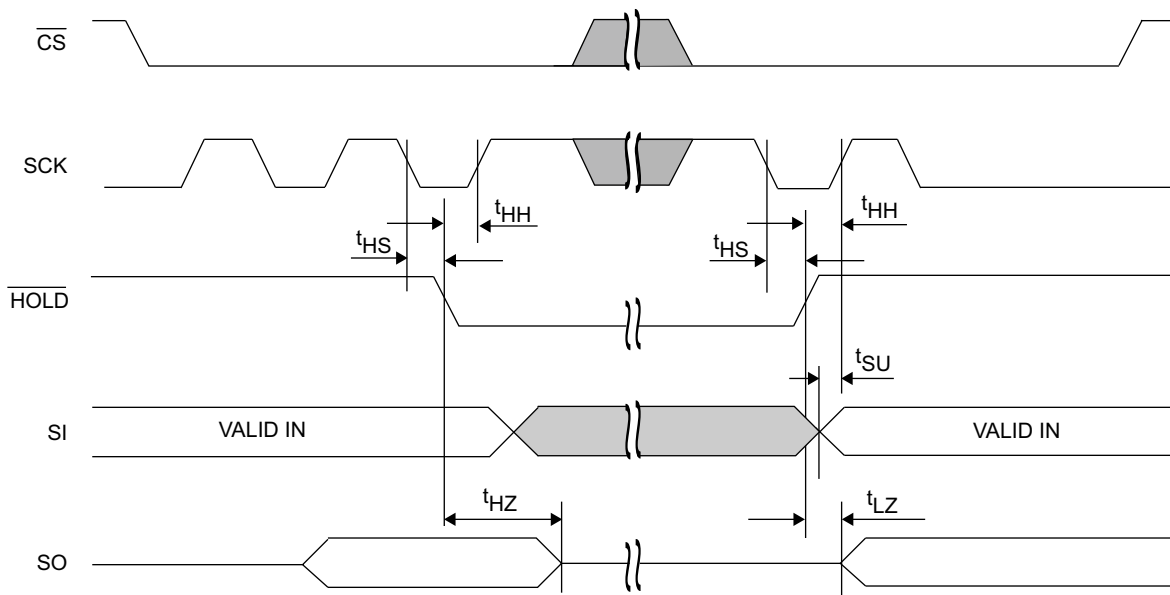 CS
SCK
tHH
tHH
tHS
tHS
HOLD
tSU
SI
VALID IN
VALID IN
tHZ
tLZ
SO